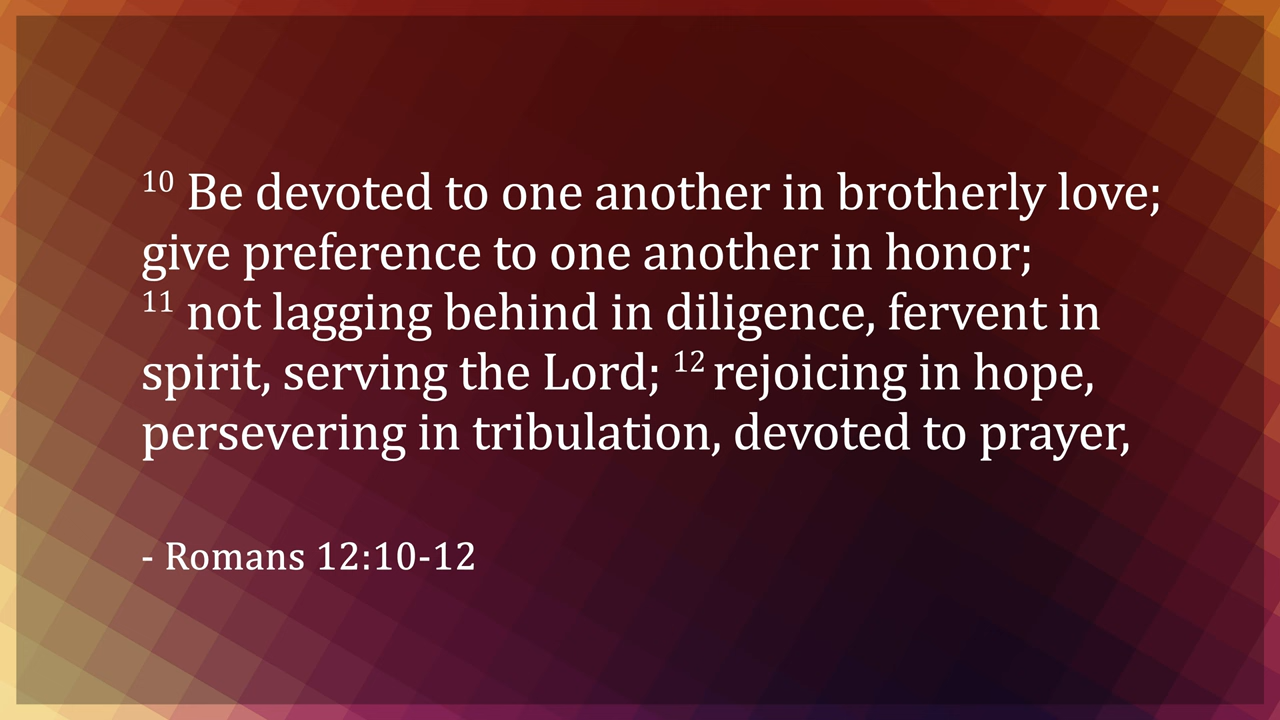 10 Be devoted to one another in brotherly love;
give preference to one another in honor;
11 not lagging behind in diligence, fervent in
spirit, serving the Lord; 12 rejoicing in hope,
persevering in tribulation, devoted to prayer,
- Romans 12:10-12